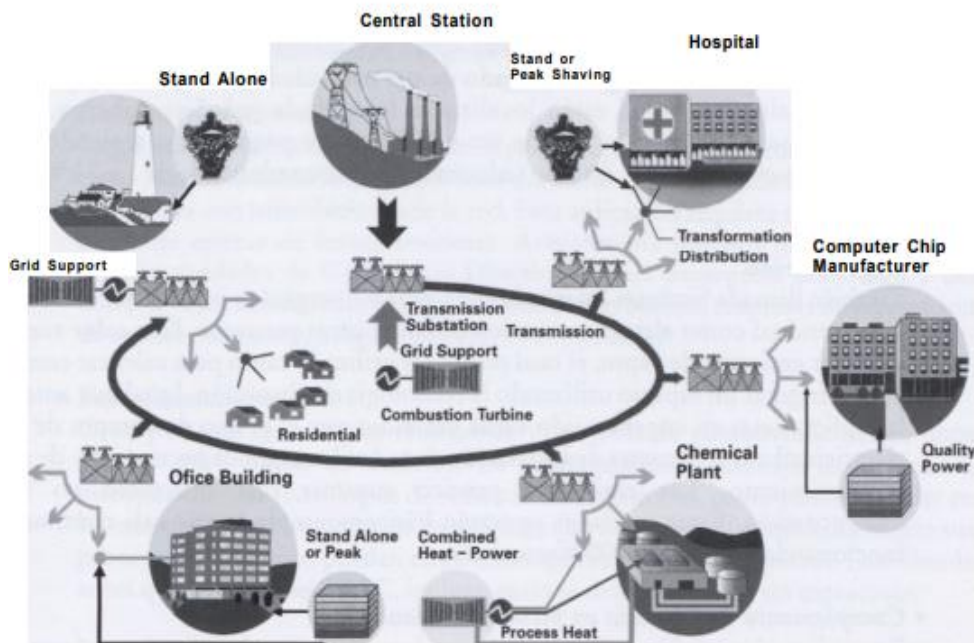 Central Station
Stand or
Peak Shaving
Hospital
Stand Alone
Transformation
Distribution
Computer Chip
Manufacturer
Grid Support
Transmission
Substation
Transmission
Grid Support
Combustion Turbine
Residential
Quality
Power
Ofice Building
Chemical
Plant
Stand Alone
or Peak
Combined
Heat – Power
Process Heat